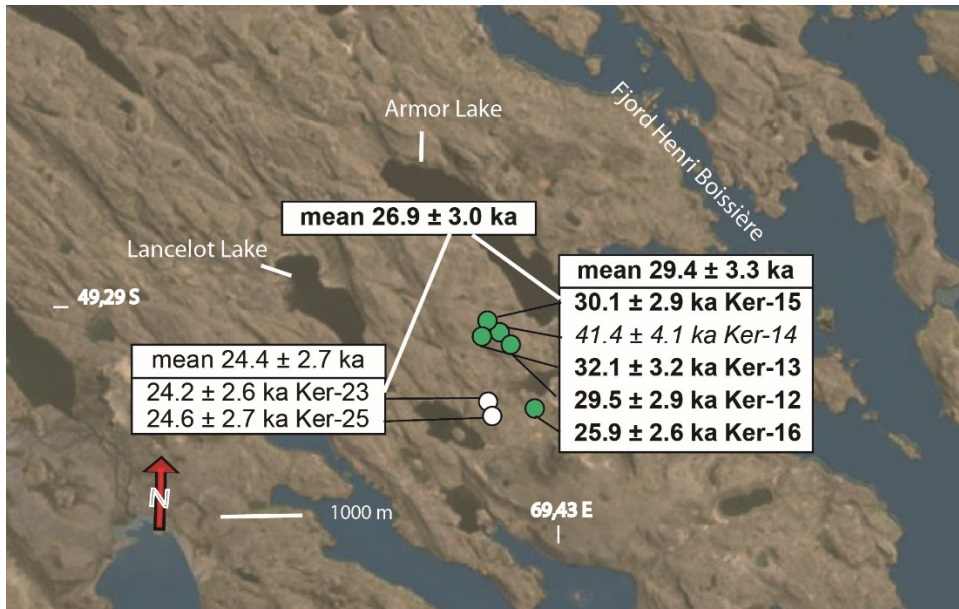 Armor Lake
Fjord Henri Boissière
mean 26.9 ± 3.0 ka
Lancelot Lake
49,29 S
mean 29.4 ± 3.3 ka
30.1 ± 2.9 ka Ker-15
41.4 ± 4.1 ka Ker-14
32.1 ± 3.2 ka Ker-13
29.5 ± 2.9 ka Ker-12
25.9 ± 2.6 ka Ker-16
mean 24.4 ± 2.7 ka
24.2 ± 2.6 ka Ker-23
24.6 ± 2.7 ka Ker-25
N
1000 m
69,43 E